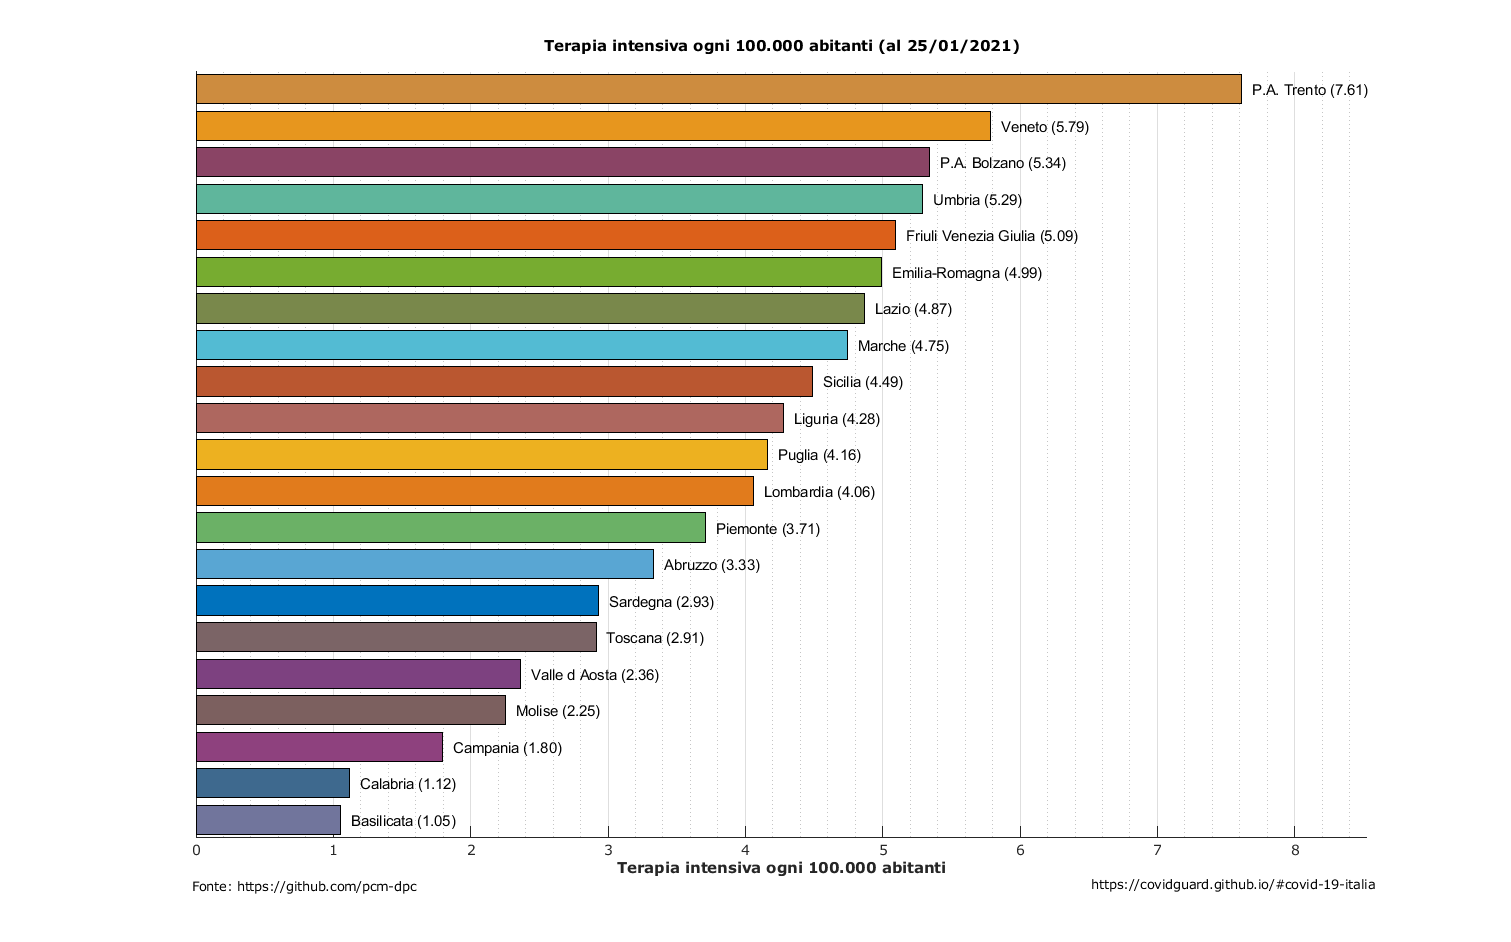 Terapia intensiva ogni 100.000 abitanti (al 25/01/2021)
P.A. Trento (7.61)
Veneto (5.79)
P.A. Bolzano (5.34)
Umbria (5.29)
Friuli Venezia Giulia (5.09)
Emilia-Romagna (4.99)
Lazio (4.87)
Marche (4.75)
Sicilia (4.49)
Liguria (4.28)
Puglia (4.16)
Lombardia (4.06)
Piemonte (3.71)
Abruzzo (3.33)
Sardegna (2.93)
Toscana (2.91)
Valle d Aosta (2.36)
Molise (2.25)
Campania (1.80)
Calabria (1.12)
Basilicata (1.05)
0 1 2 3 4 5 6 7 8
Terapia intensiva ogni 100.000 abitanti
Fonte: https://github.com/pcm-dpc
https://covidguard.github.io/#covid-19-italia